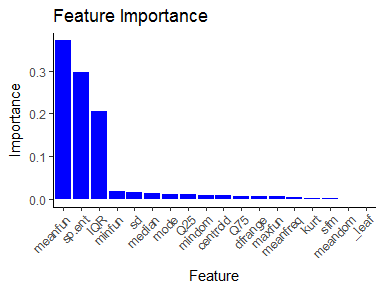 Feature Importance
Importance
0.3
0.2
0.1
0.0
meanfun
sp.ent
IQR
minfun
sd
median
mode
Q25
mindom
centroid
Q75
dfrange
maxfun
meanfreq
kurt
sfm
meandom
_leaf
Feature